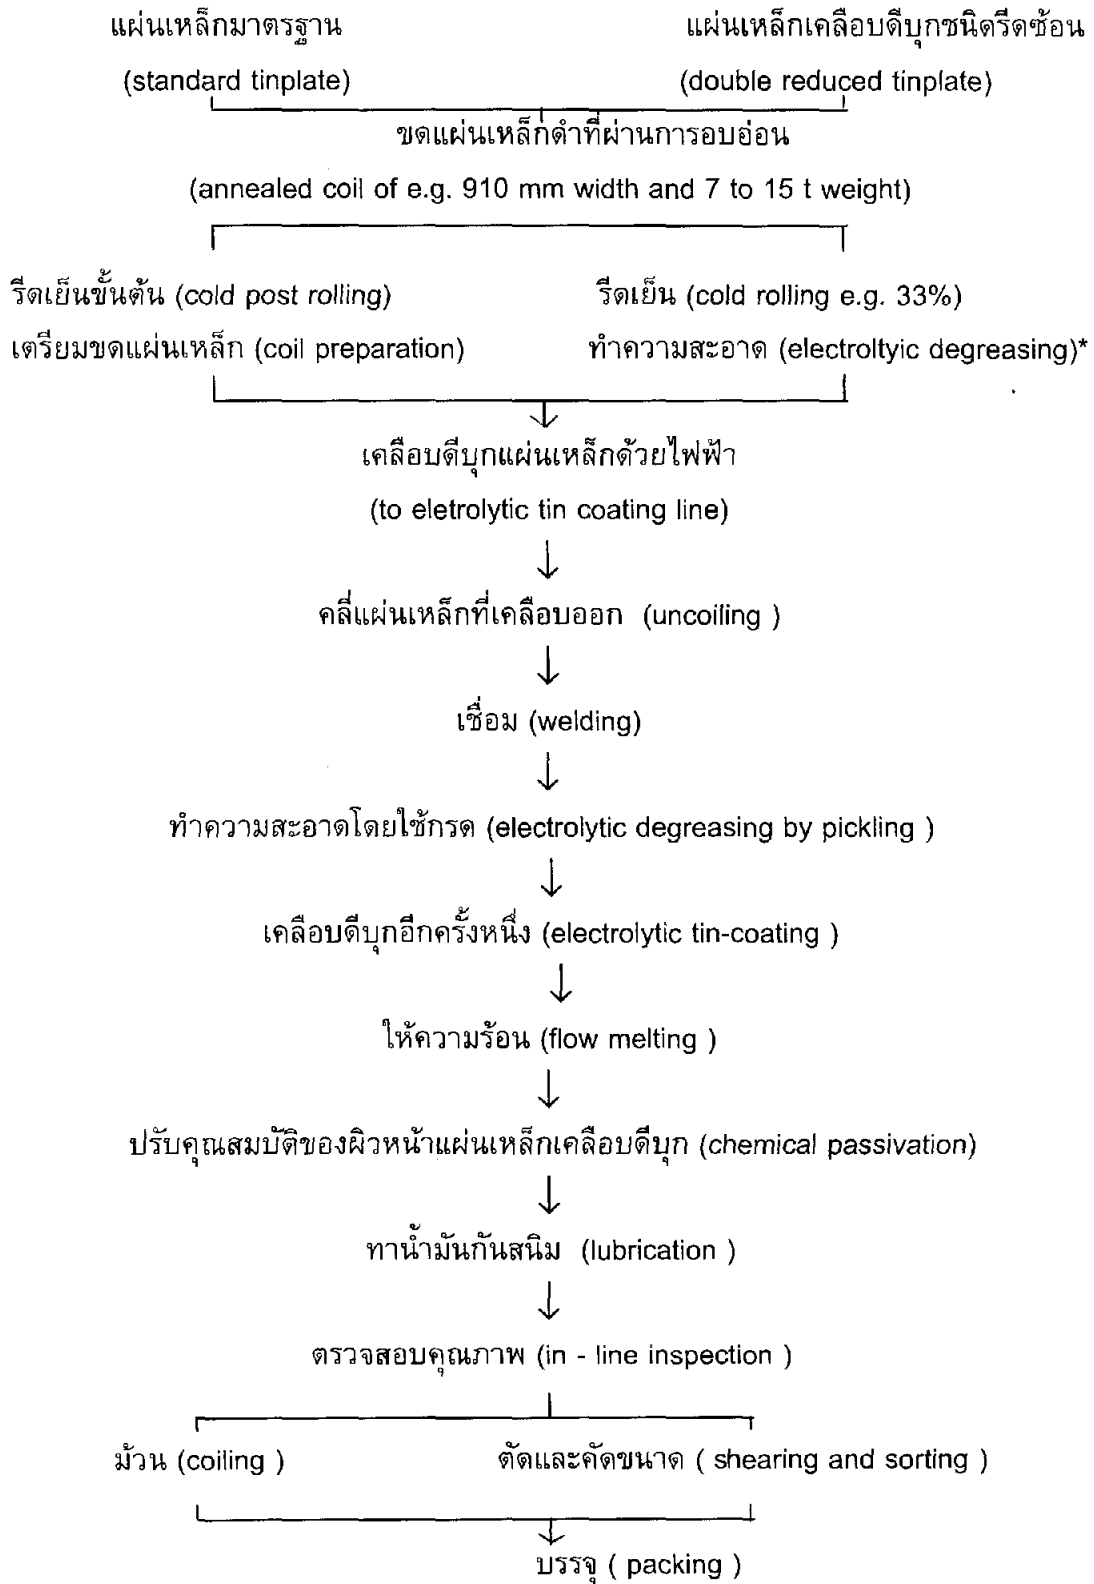 แผ่นเหล็กมาตรฐาน
แผ่นเหล็กเคลือบดีบุกชนิดรีดซ้อน
(standard tinplate)
(double reduced tinplate)
ขดแผ่นเหล็กดำที่ผ่านการอบอ่อน
(annealed coil of e.g. 910 mm width and 7 to 15 t weight)
รีดเย็นขั้นต้น (cold post rolling)
รีดเย็น (cold rolling e.g. 33%)
เตรียมขดแผ่นเหล็ก (coil preparation)
ทำความสะอาด (electroltyic degreasing)*
เคลือบดีบุกแผ่นเหล็กด้วยไฟฟ้า
(to eletrolytic tin coating line)
คลี่แผ่นเหล็กที่เคลือบออก (uncoiling )
เชื่อม (welding)
ทำความสะอาดโดยใช้กรด (electrolytic degreasing by pickling )
เคลือบดีบุกอีกครั้งหนึ่ง (electrolytic tin-coating )
ให้ความร้อน (flow melting )
ปรับคุณสมบัติของผิวหน้าแผ่นเหล็กเคลือบดีบุก (chemical passivation)
ทาน้ำมันกันสนิม (lubrication )
ตรวจสอบคุณภาพ (in - line inspection )
ม้วน (coiling )
ตัดและคัดขนาด ( shearing and sorting )
บรรจุ ( packing )